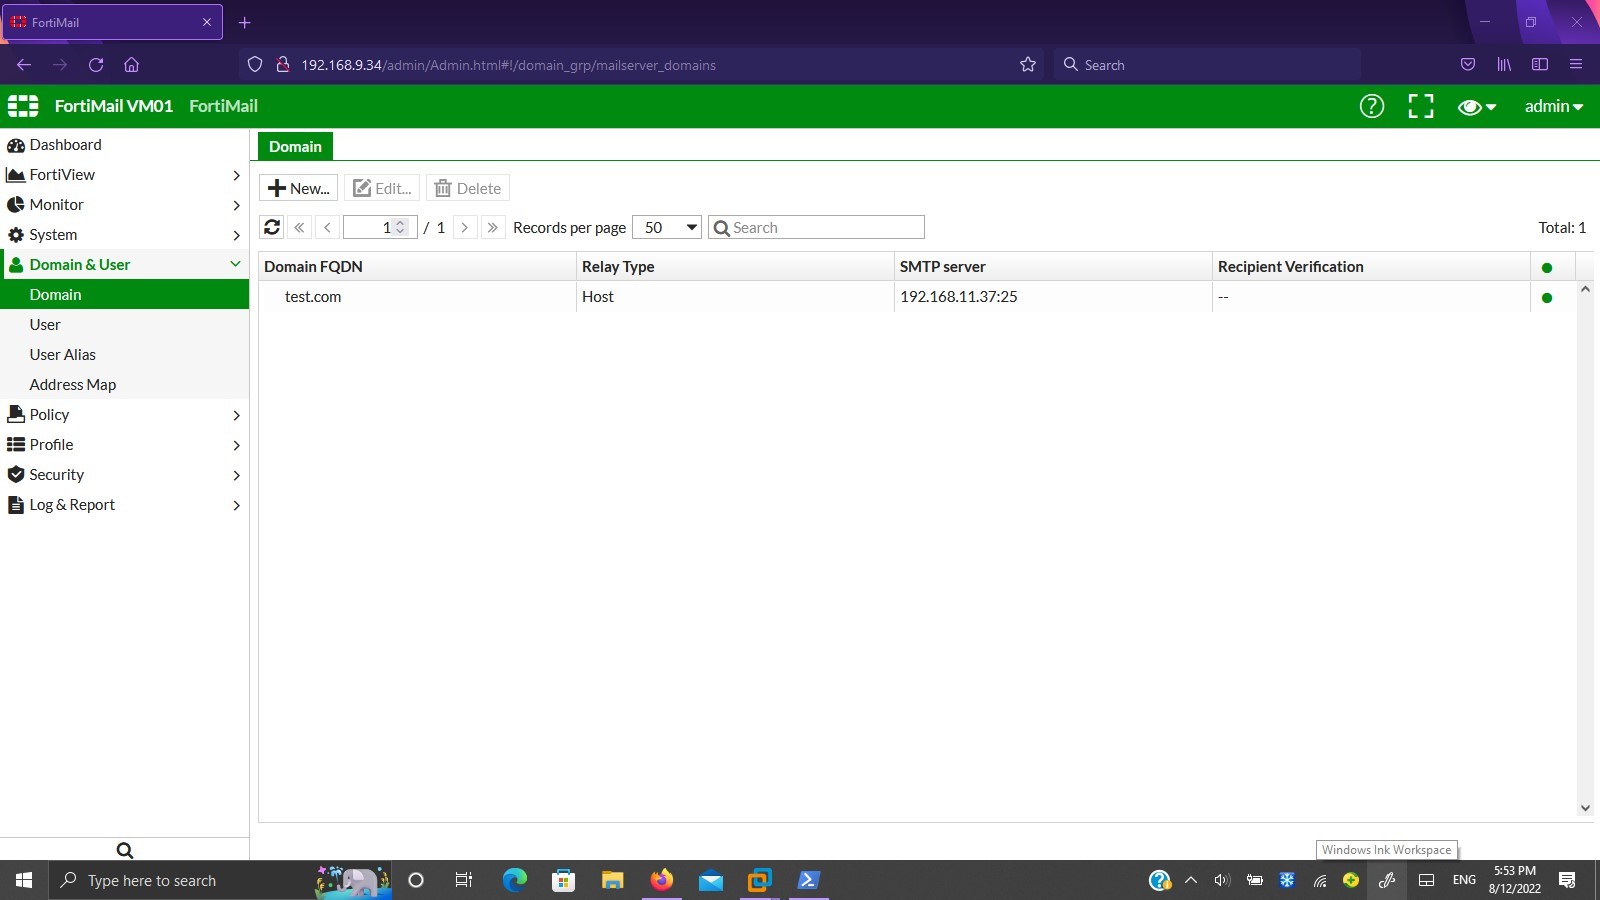 FortiMail
192.168.9.34/admin/Admin.html#!/domain_grp/mailserver_domains
Search
FortiMail VM01 FortiMail
admin
Dashboard
FortiView
Monitor
System
Domain & User
Domain
User
User Alias
Address Map
Policy
Profile
Security
Log & Report
Domain
New... Edit... Delete
1 / 1 Records per page 50 Search Total: 1
Domain FQDN Relay Type SMTP server Recipient Verification
test.com Host 192.168.11.37:25 --
Windows Ink Workspace
Type here to search
ENG
5:53 PM
8/12/2022